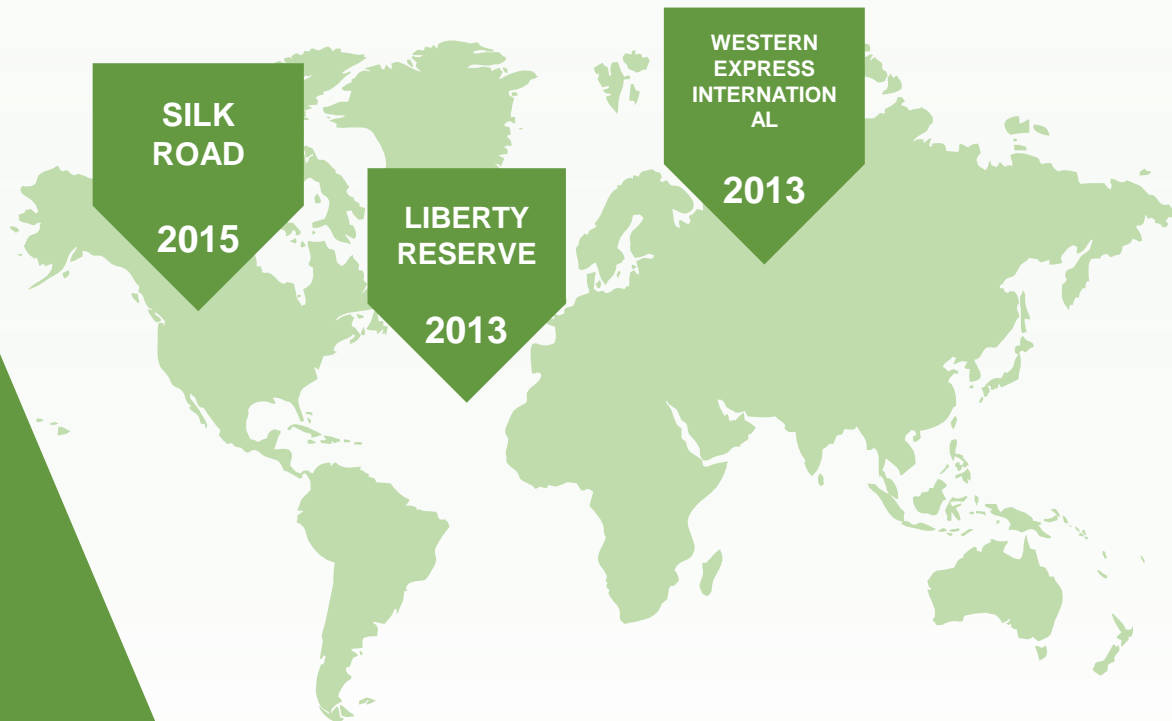 SILK
ROAD
2015
LIBERTY
RESERVE
2013
WESTERN
EXPRESS
INTERNATION
AL
2013